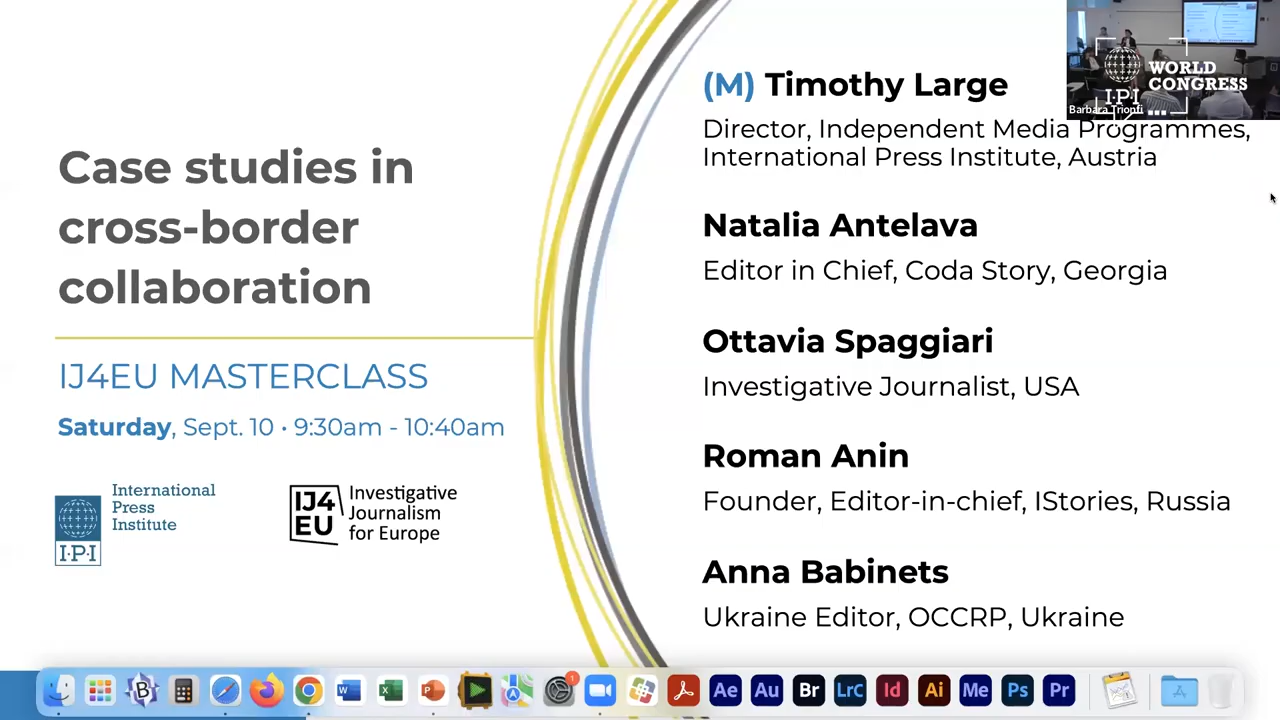 Case studies in
cross-border
collaboration
IJ4EU MASTERCLASS
Saturday, Sept. 10 • 9:30am - 10:40am
International
Press
Institute
I·P·I
IJ4
EU
Investigative
Journalism
for Europe
(M) Timothy Large
Director, Independent Media Programmes,
International Press Institute, Austria
Natalia Antelava
Editor in Chief, Coda Story, Georgia
Ottavia Spaggiari
Investigative Journalist, USA
Roman Anin
Founder, Editor-in-chief, IStories, Russia
Anna Babinets
Ukraine Editor, OCCRP, Ukraine
WORLD
CONGRESS
I·P·I
Barbara Trionfi
1
Ae
Au
Br
LrC
Id
Ai
Me
Ps
Pr